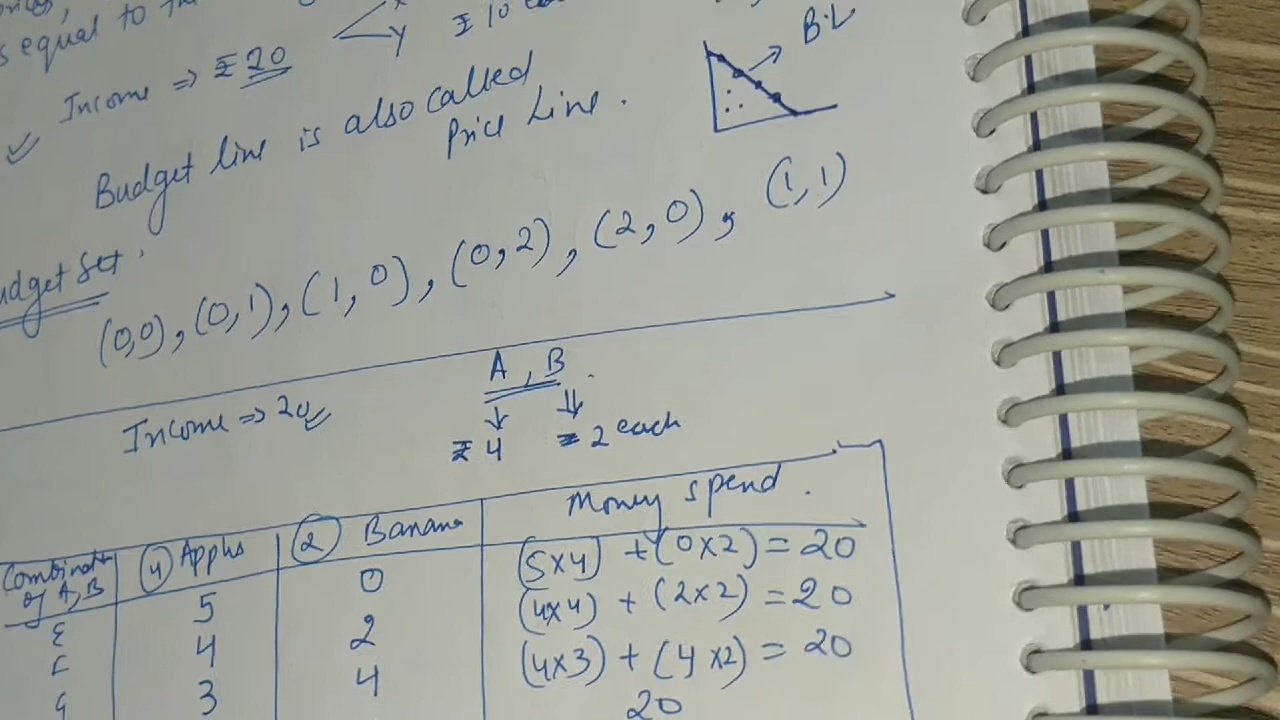 s equal to the
Income => ₹20
Y ₹10
B.L
Budget line is also called
Price Line.
udget Set.
(0,0), (0,1), (1,0), (0,2), (2,0), (1,1)
Income => 20
A, B.
₹4 ₹2 each
Combination of A, B | (4) Apples | (2) Banana | Money spend.
E | 5 | 0 | (5x4) + (0x2) = 20
F | 4 | 2 | (4x4) + (2x2) = 20
G | 3 | 4 | (4x3) + (4x2) = 20
20